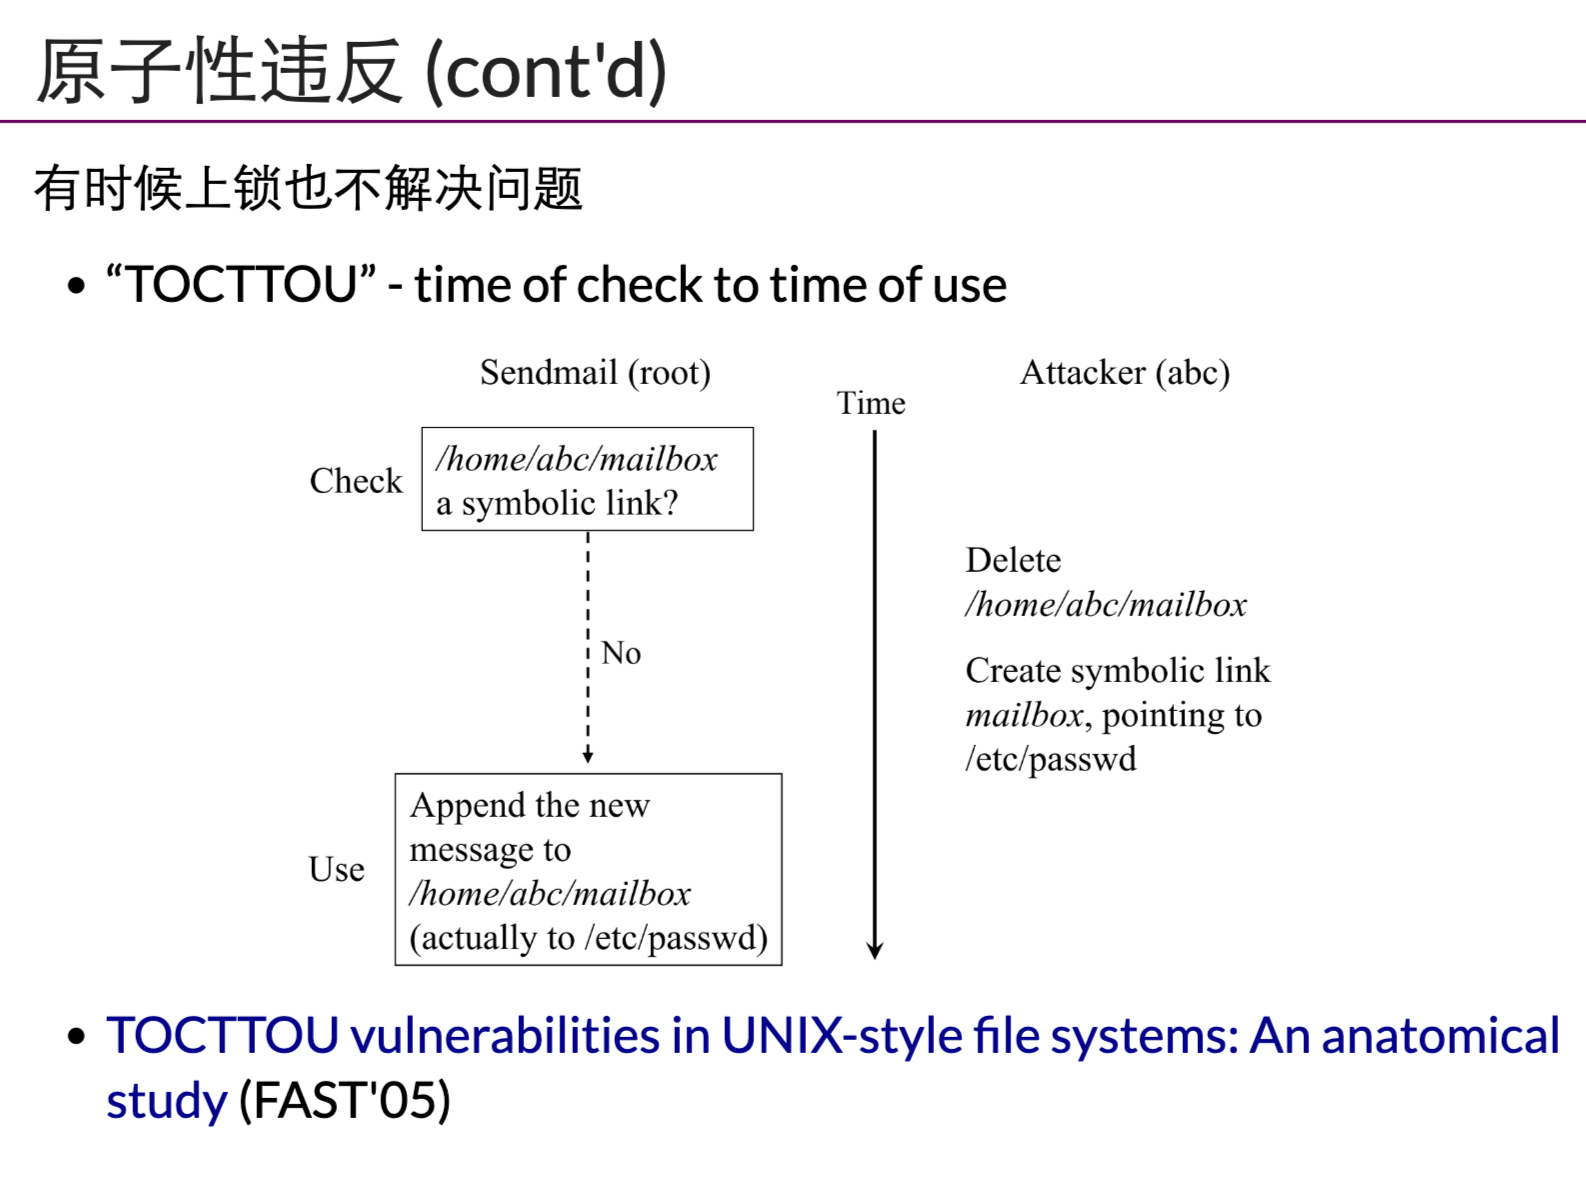 原子性违反 (cont'd)
有时候上锁也不解决问题
• “TOCTTOU” - time of check to time of use
Sendmail (root)
Attacker (abc)
Time
Check
/home/abc/mailbox
a symbolic link?
Delete
/home/abc/mailbox
No
Create symbolic link
mailbox, pointing to
/etc/passwd
Use
Append the new
message to
/home/abc/mailbox
(actually to /etc/passwd)
• TOCTTOU vulnerabilities in UNIX-style file systems: An anatomical
study (FAST'05)